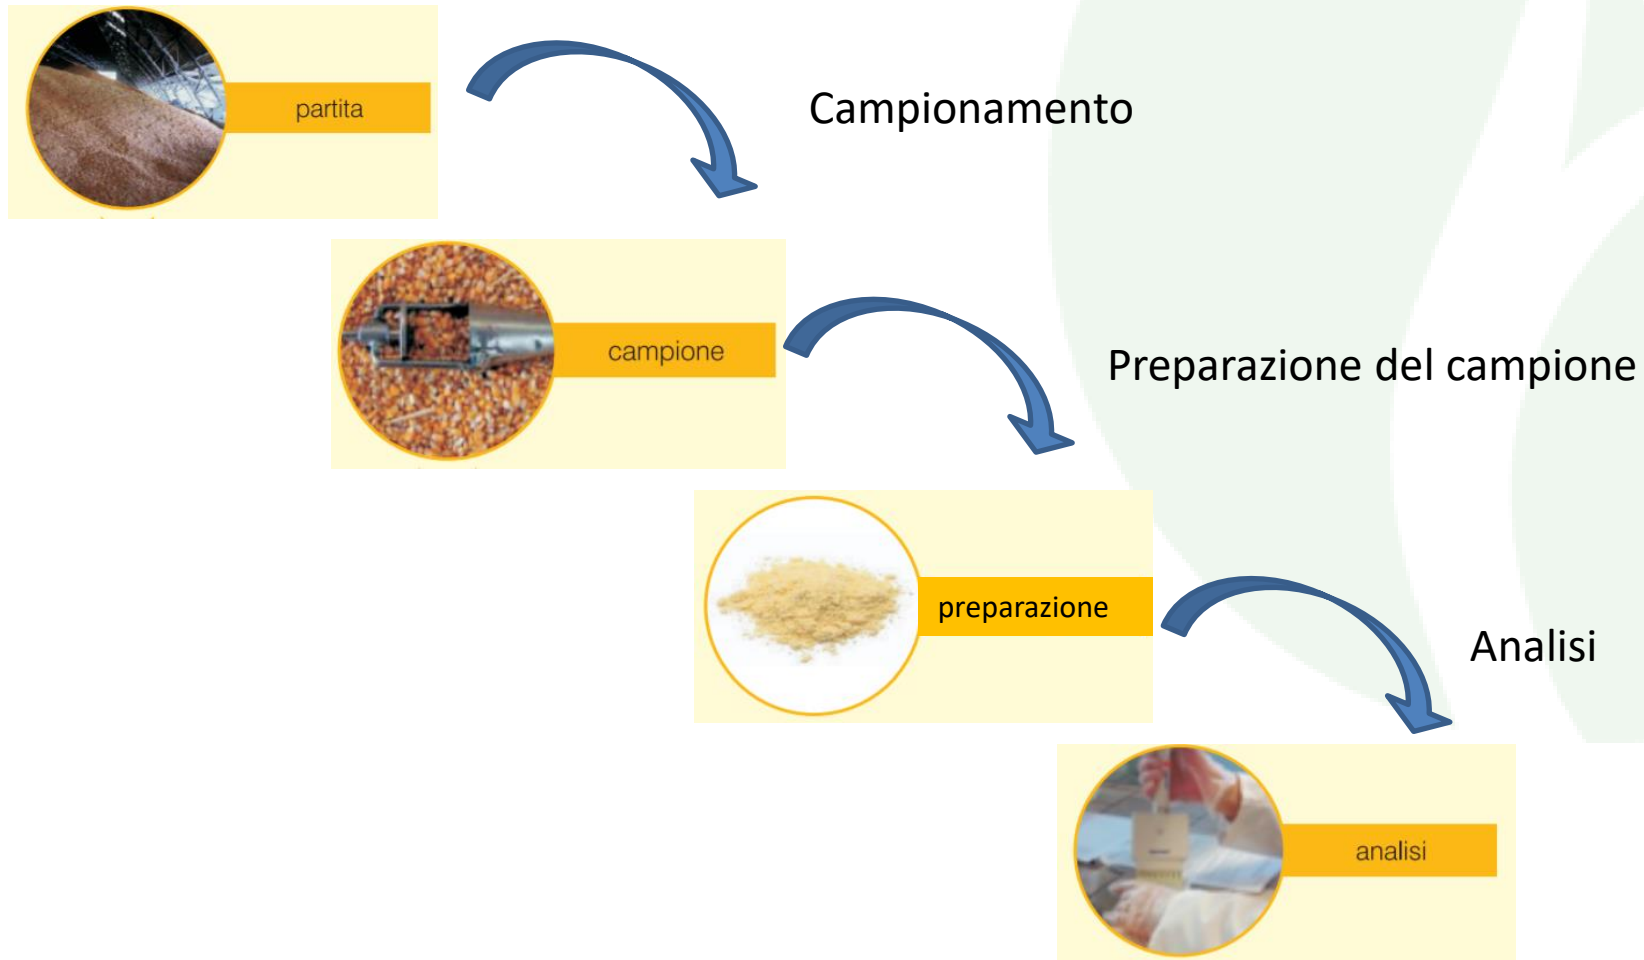 partita
Campionamento
campione
Preparazione del campione
preparazione
Analisi
analisi